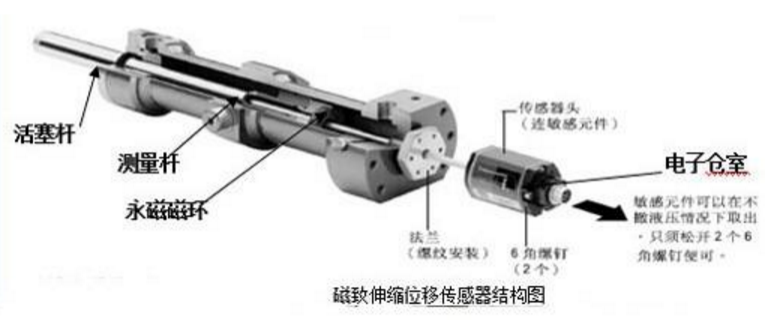 传感器头
（连敏感元件）
活塞杆
测量杆
电子仓室
永磁磁环
敏感元件可以在不
撤液压情况下取出
。只须松开2个6
角螺钉便可。
法兰
（螺纹安装）
6角螺钉
（2个）
磁致伸缩位移传感器结构图